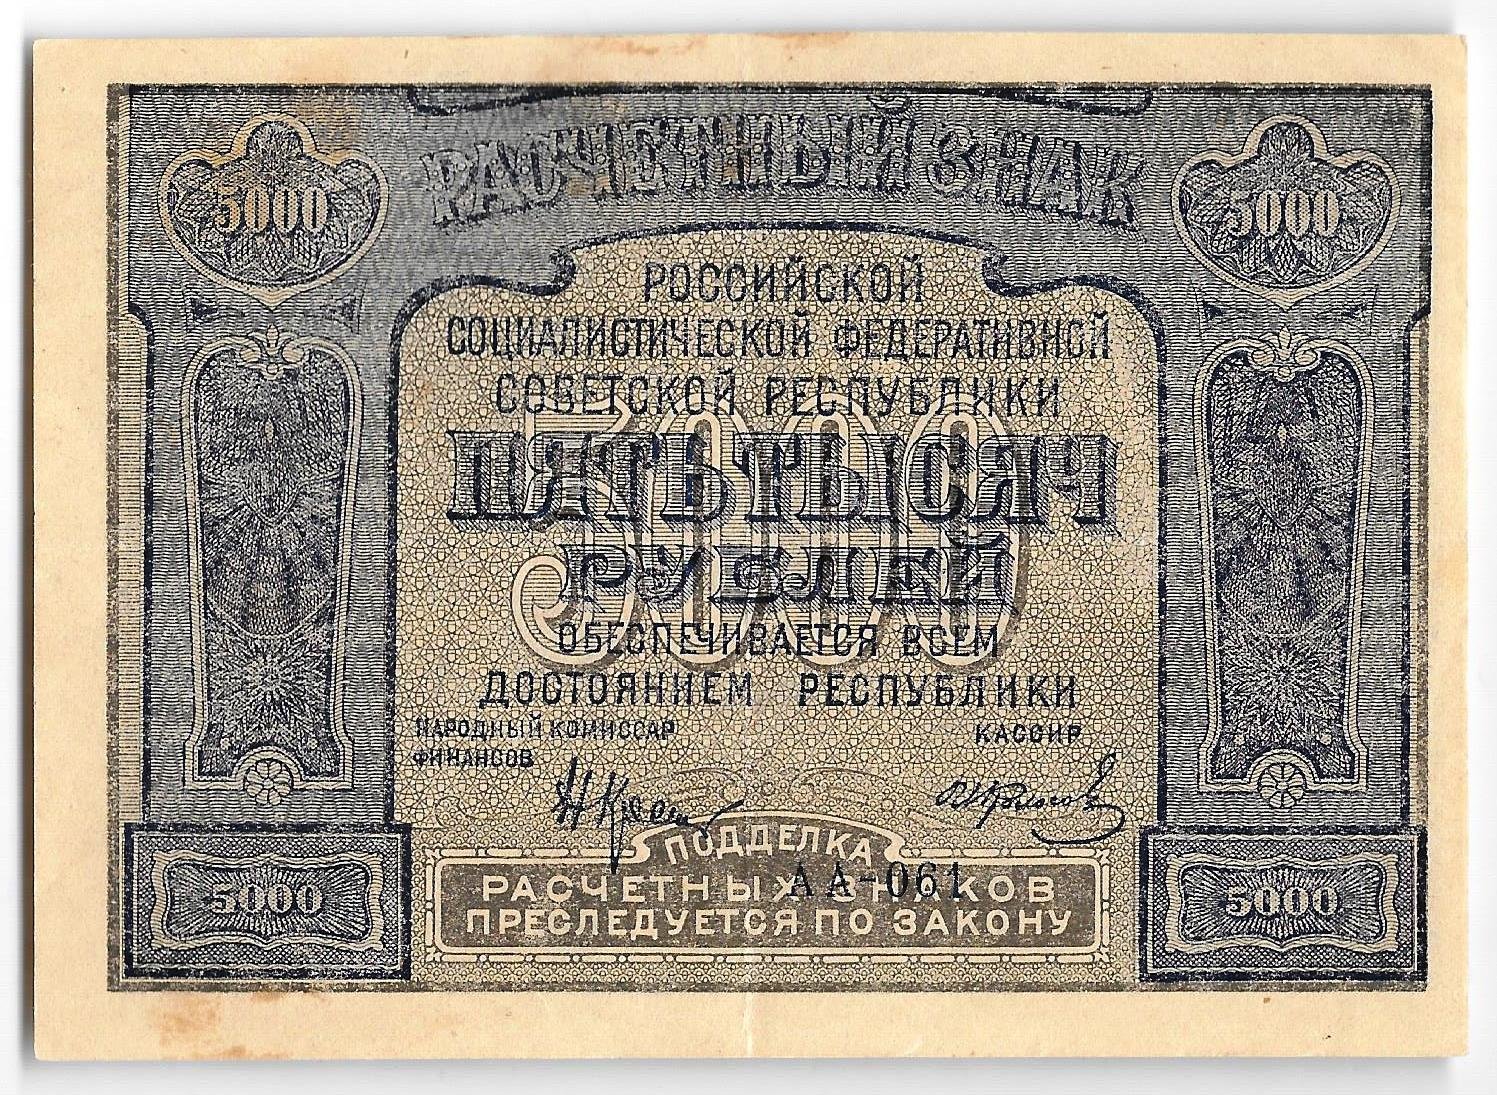 РАСЧЕТНЫЙ ЗНАК
5000
5000
РОССИЙСКОЙ
СОЦИАЛИСТИЧЕСКОЙ ФЕДЕРАТИВНОЙ
СОВЕТСКОЙ РЕСПУБЛИКИ
5000
ПЯТЬ ТЫСЯЧ
РУБЛЕЙ
ОБЕСПЕЧИВАЕТСЯ ВСЕМ
ДОСТОЯНИЕМ РЕСПУБЛИКИ
НАРОДНЫЙ КОМИССАР
ФИНАНСОВ
КАССИР
ПОДДЕЛКА
АА-061
РАСЧЕТНЫХ ЗНАКОВ
ПРЕСЛЕДУЕТСЯ ПО ЗАКОНУ
5000
5000